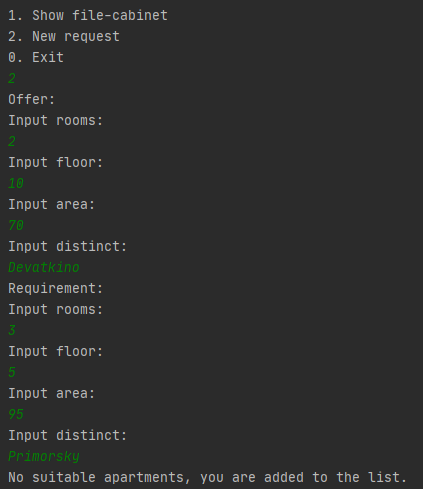 1. Show file-cabinet
2. New request
0. Exit
2
Offer:
Input rooms:
2
Input floor:
10
Input area:
70
Input distinct:
Devatkino
Requirement:
Input rooms:
3
Input floor:
5
Input area:
95
Input distinct:
Primorsky
No suitable apartments, you are added to the list.